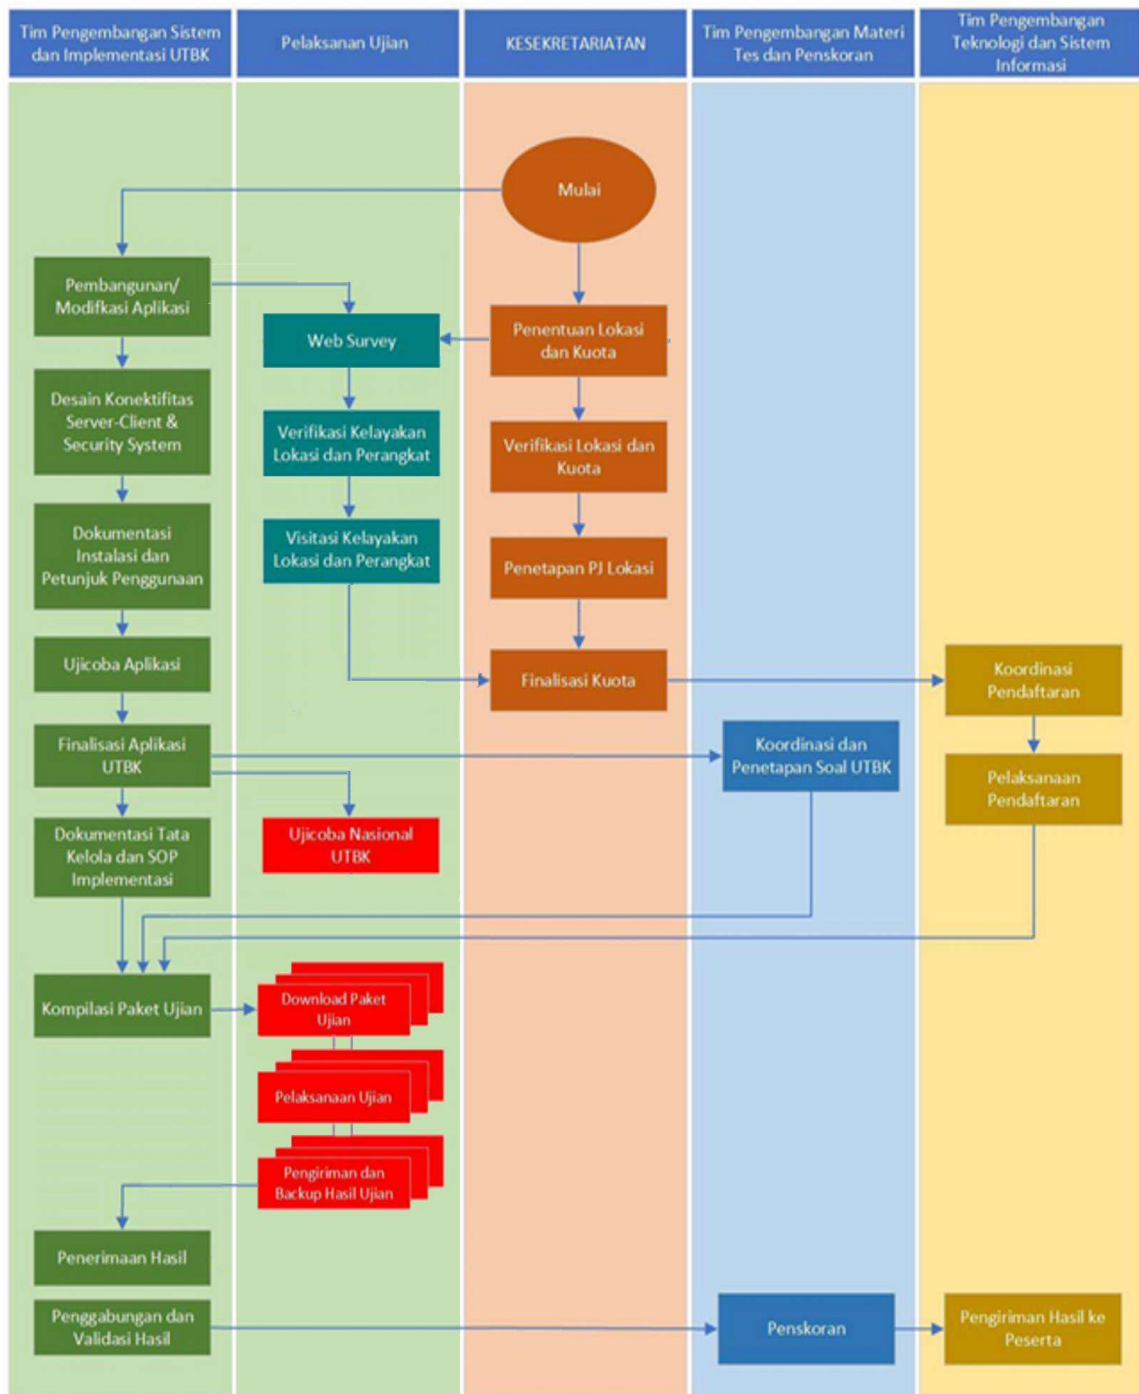 Tim Pengembangan Sistem
dan Implementasi UTBK
Pelaksanan Ujian
KESEKRETARIATAN
Tim Pengembangan Materi
Tes dan Penskoran
Tim Pengembangan
Teknologi dan Sistem
Informasi
Mulai
Pembangunan/
Modifkasi Aplikasi
Web Survey
Penentuan Lokasi
dan Kuota
Desain Konektifitas
Server-Client &
Security System
Verifikasi Kelayakan
Lokasi dan Perangkat
Verifikasi Lokasi dan
Kuota
Dokumentasi
Instalasi dan
Petunjuk Penggunaan
Visitasi Kelayakan
Lokasi dan Perangkat
Penetapan PJ Lokasi
Ujicoba Aplikasi
Finalisasi Kuota
Koordinasi
Pendaftaran
Finalisasi Aplikasi
UTBK
Koordinasi dan
Penetapan Soal UTBK
Pelaksanaan
Pendaftaran
Dokumentasi Tata
Kelola dan SOP
Implementasi
Ujicoba Nasional
UTBK
Kompilasi Paket Ujian
Download Paket
Ujian
Pelaksanaan Ujian
Pengiriman dan
Backup Hasil Ujian
Penerimaan Hasil
Penggabungan dan
Validasi Hasil
Penskoran
Pengiriman Hasil ke
Peserta